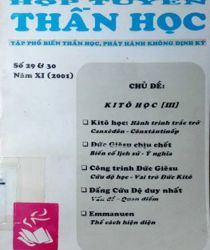 HỢP TUYỂN
THẦN HỌC
TẬP PHỔ BIẾN THẦN HỌC, PHÁT HÀNH KHÔNG ĐỊNH KỲ
Số 29 & 30
Năm XI (2001)
CHỦ ĐỀ:
KITÔ HỌC [III]
Kitô học: Hành trình trắc trở
Canxêđôn - Cônstantinôp
Đức Giêsu chịu chết
Biến cố lịch sử - Ý nghĩa
Công trình Đức Giêsu
Cứu độ học - Vai trò Đức Kitô
Đấng Cứu Độ duy nhất
Vấn đề - Quan điểm
Emmanuen
Thể cách hiện diện